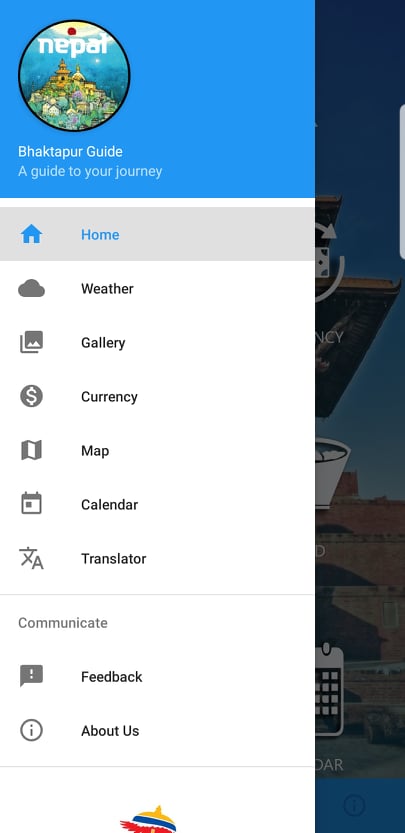 nepal
Bhaktapur Guide
A guide to your journey
Home
Weather
Gallery
Currency
NCY
Map
Calendar
D
Translator
Communicate
Feedback
About Us
DAR